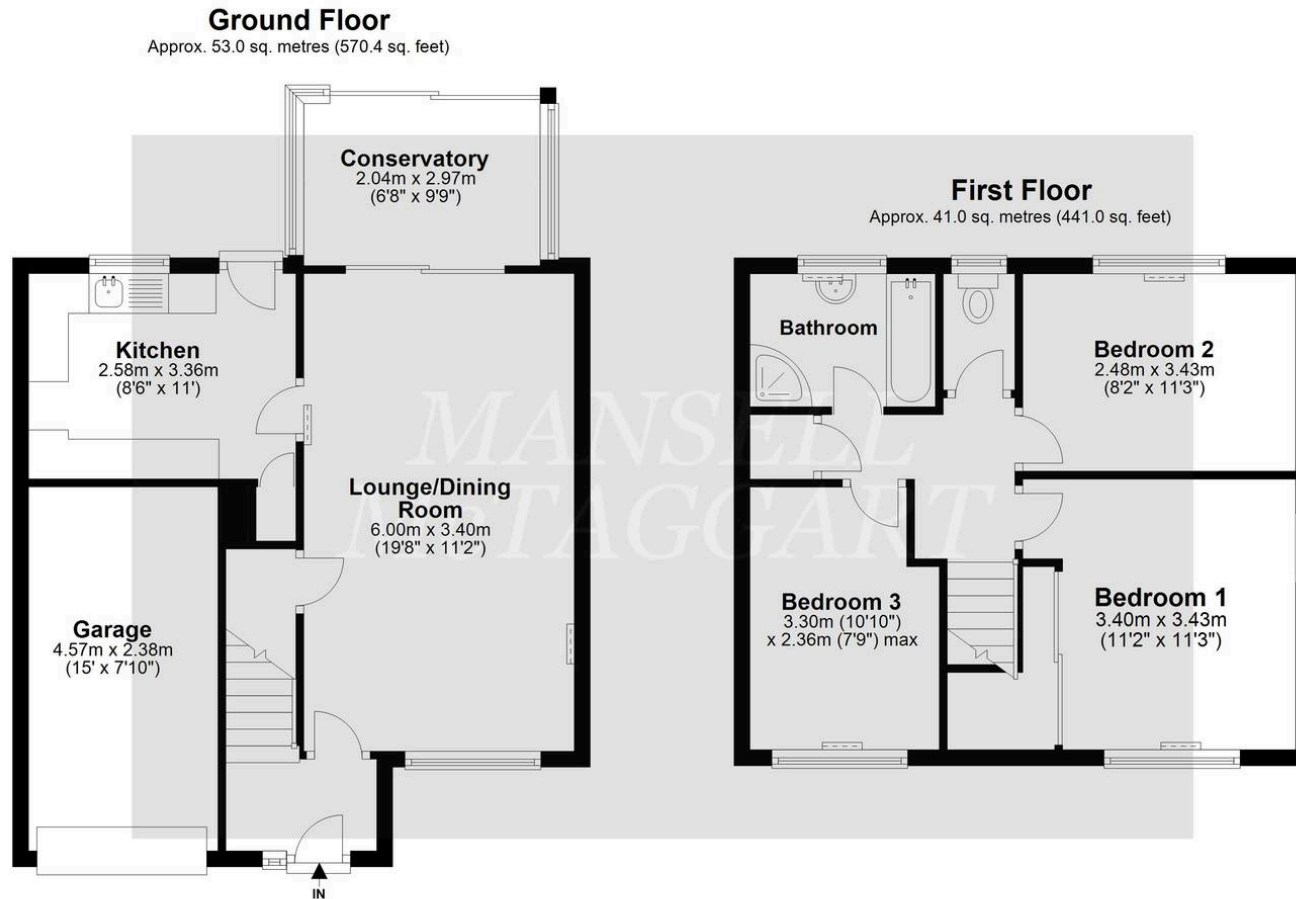 Ground Floor
Approx. 53.0 sq. metres (570.4 sq. feet)
Conservatory
2.04m x 2.97m
(6'8" x 9'9")
First Floor
Approx. 41.0 sq. metres (441.0 sq. feet)
Kitchen
2.58m x 3.36m
(8'6" x 11')
Bathroom
Bedroom 2
2.48m x 3.43m
(8'2" x 11'3")
MANSELL
McTAGGART
Lounge/Dining
Room
6.00m x 3.40m
(19'8" x 11'2")
Garage
4.57m x 2.38m
(15' x 7'10")
Bedroom 3
3.30m (10'10")
x 2.36m (7'9") max
Bedroom 1
3.40m x 3.43m
(11'2" x 11'3")
IN